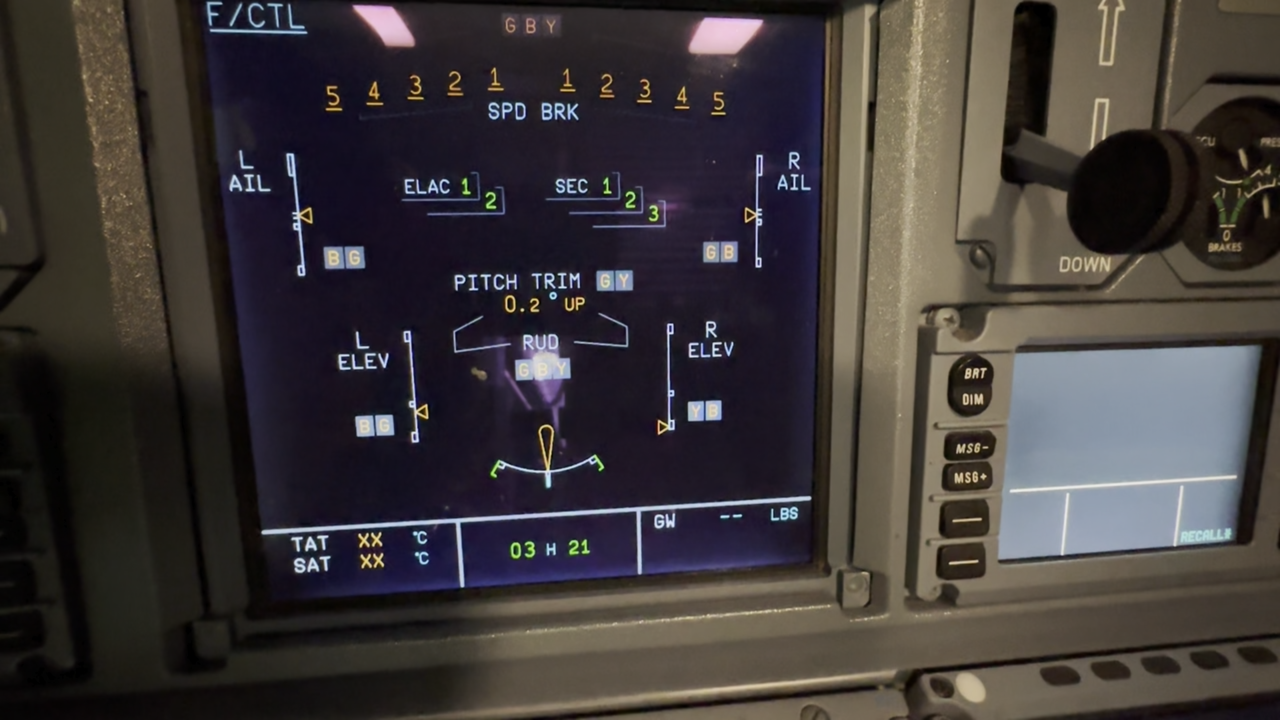 F/CTL
G B Y
5 4 3 2 1 1 2 3 4 5
SPD BRK
L
AIL
ELAC 1
2
SEC 1
2
3
R
AIL
B G
G B
PITCH TRIM G Y
0.2 ° UP
L
ELEV
RUD
R
ELEV
G B Y
B G
Y B
TAT XX °C
SAT XX °C
03 H 21
GW -- LBS
DOWN
0
BRAKES
BRT
DIM
MSG-
MSG+
RECALL*